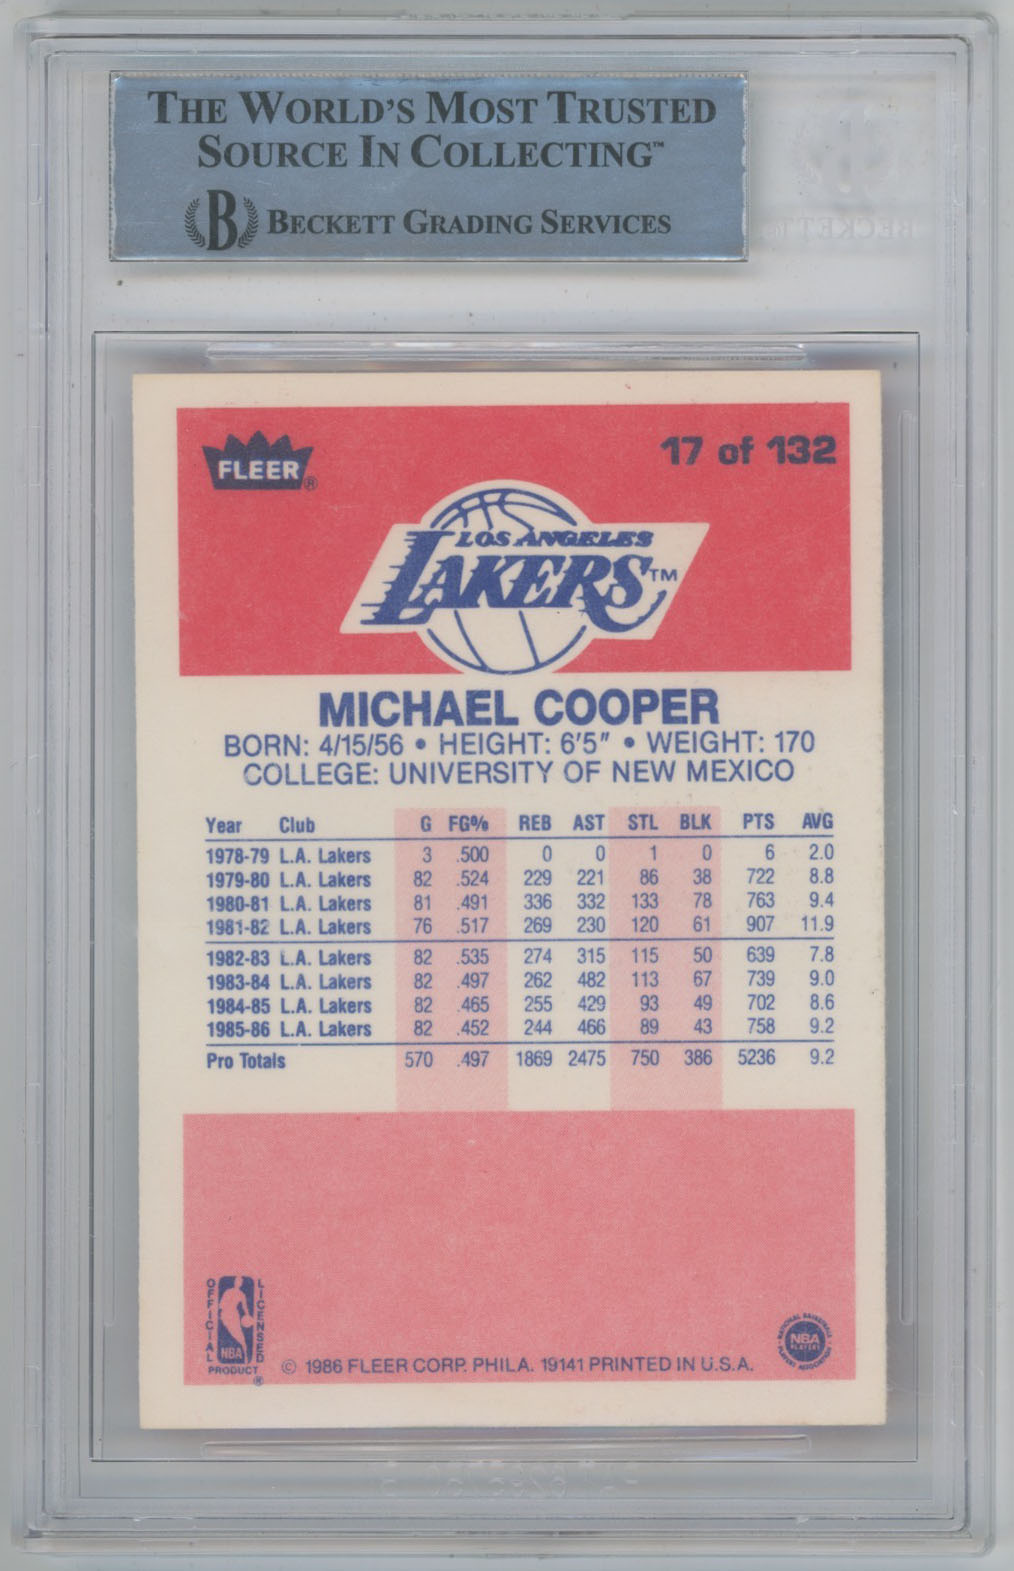 THE WORLD'S MOST TRUSTED
SOURCE IN COLLECTING™
B BECKETT GRADING SERVICES
FLEER®
17 of 132
LOS ANGELES
LAKERS™
MICHAEL COOPER
BORN: 4/15/56 • HEIGHT: 6'5" • WEIGHT: 170
COLLEGE: UNIVERSITY OF NEW MEXICO
Year Club G FG% REB AST STL BLK PTS AVG
1978-79 L.A. Lakers 3 .500 0 0 1 0 6 2.0
1979-80 L.A. Lakers 82 .524 229 221 86 38 722 8.8
1980-81 L.A. Lakers 81 .491 336 332 133 78 763 9.4
1981-82 L.A. Lakers 76 .517 269 230 120 61 907 11.9
1982-83 L.A. Lakers 82 .535 274 315 115 50 639 7.8
1983-84 L.A. Lakers 82 .497 262 482 113 67 739 9.0
1984-85 L.A. Lakers 82 .465 255 429 93 49 702 8.6
1985-86 L.A. Lakers 82 .452 244 466 89 43 758 9.2
Pro Totals 570 .497 1869 2475 750 386 5236 9.2
OFFICIAL LICENSED
NBA
PRODUCT®
© 1986 FLEER CORP. PHILA. 19141 PRINTED IN U.S.A.
NATIONAL BASKETBALL
NBA
PLAYERS
PLAYERS ASSOCIATION